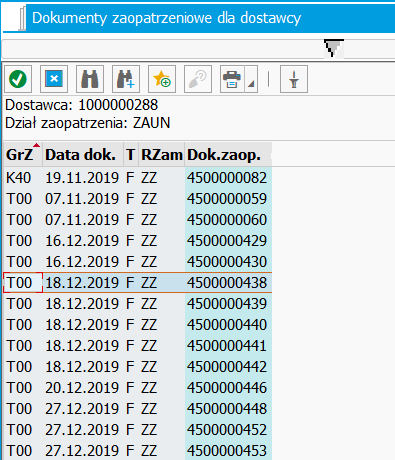 Dokumenty zaopatrzeniowe dla dostawcy
Dostawca: 1000000288
Dział zaopatrzenia: ZAUN
GrZ Data dok. T RZam Dok.zaop.
K40 19.11.2019 F ZZ 4500000082
T00 07.11.2019 F ZZ 4500000059
T00 07.11.2019 F ZZ 4500000060
T00 16.12.2019 F ZZ 4500000429
T00 16.12.2019 F ZZ 4500000430
T00 18.12.2019 F ZZ 4500000438
T00 18.12.2019 F ZZ 4500000439
T00 18.12.2019 F ZZ 4500000440
T00 18.12.2019 F ZZ 4500000441
T00 18.12.2019 F ZZ 4500000442
T00 20.12.2019 F ZZ 4500000446
T00 27.12.2019 F ZZ 4500000448
T00 27.12.2019 F ZZ 4500000452
T00 27.12.2019 F ZZ 4500000453